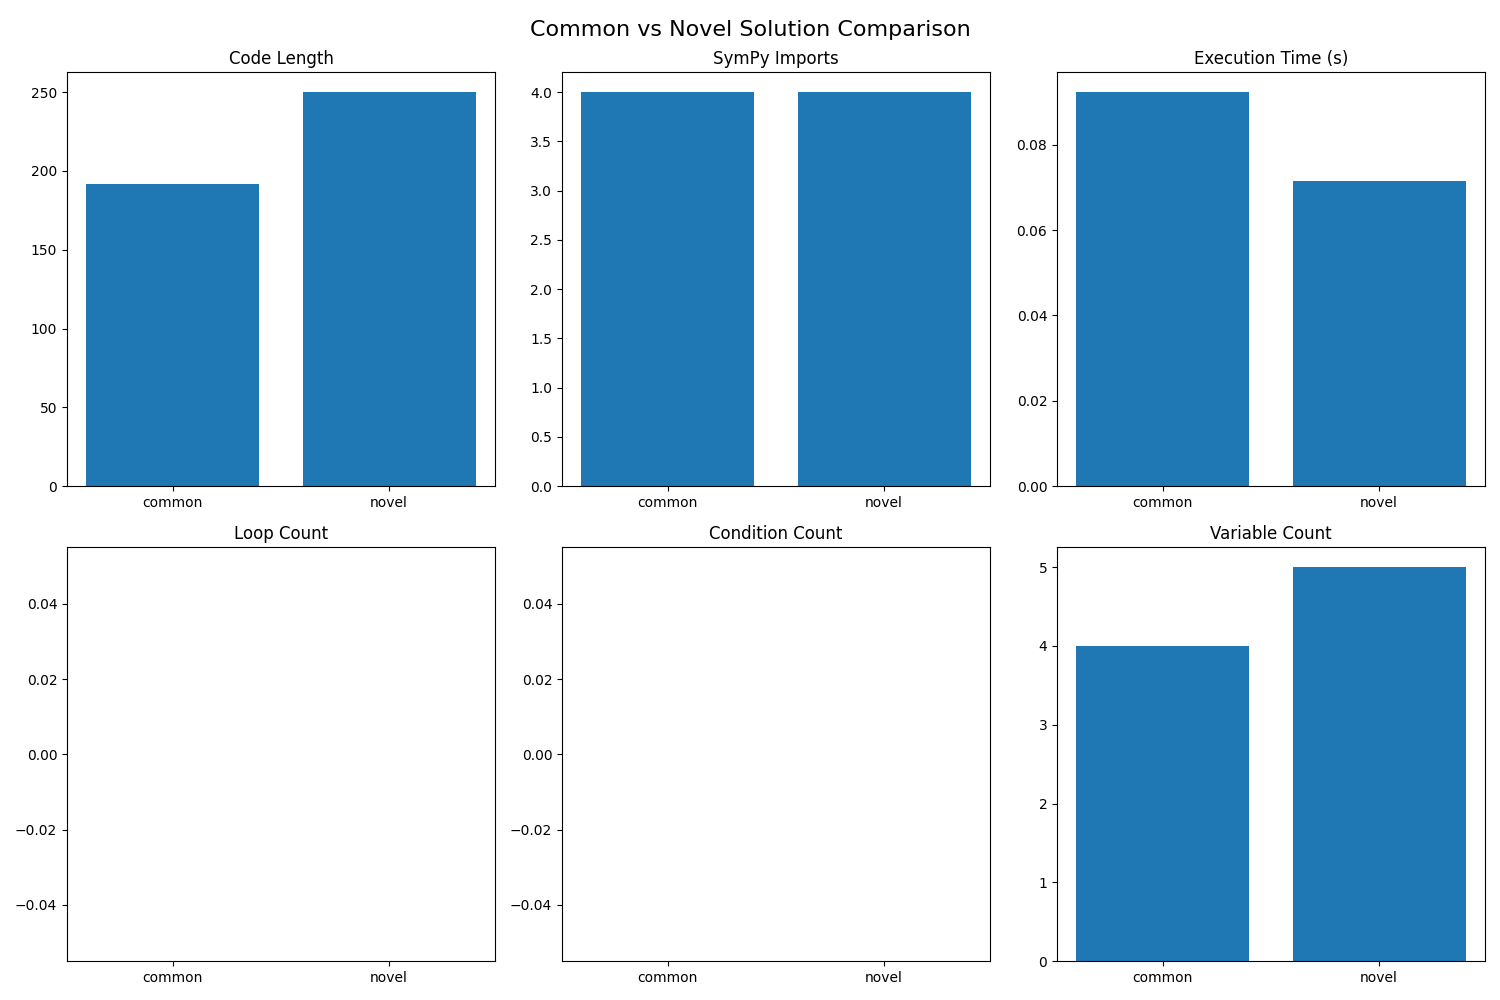 Common vs Novel Solution Comparison
Code Length
250
200
150
100
50
0
common novel
SymPy Imports
4.0
3.5
3.0
2.5
2.0
1.5
1.0
0.5
0.0
common novel
Execution Time (s)
0.08
0.06
0.04
0.02
0.00
common novel
Loop Count
0.04
0.02
0.00
−0.02
−0.04
common novel
Condition Count
0.04
0.02
0.00
−0.02
−0.04
common novel
Variable Count
5
4
3
2
1
0
common novel